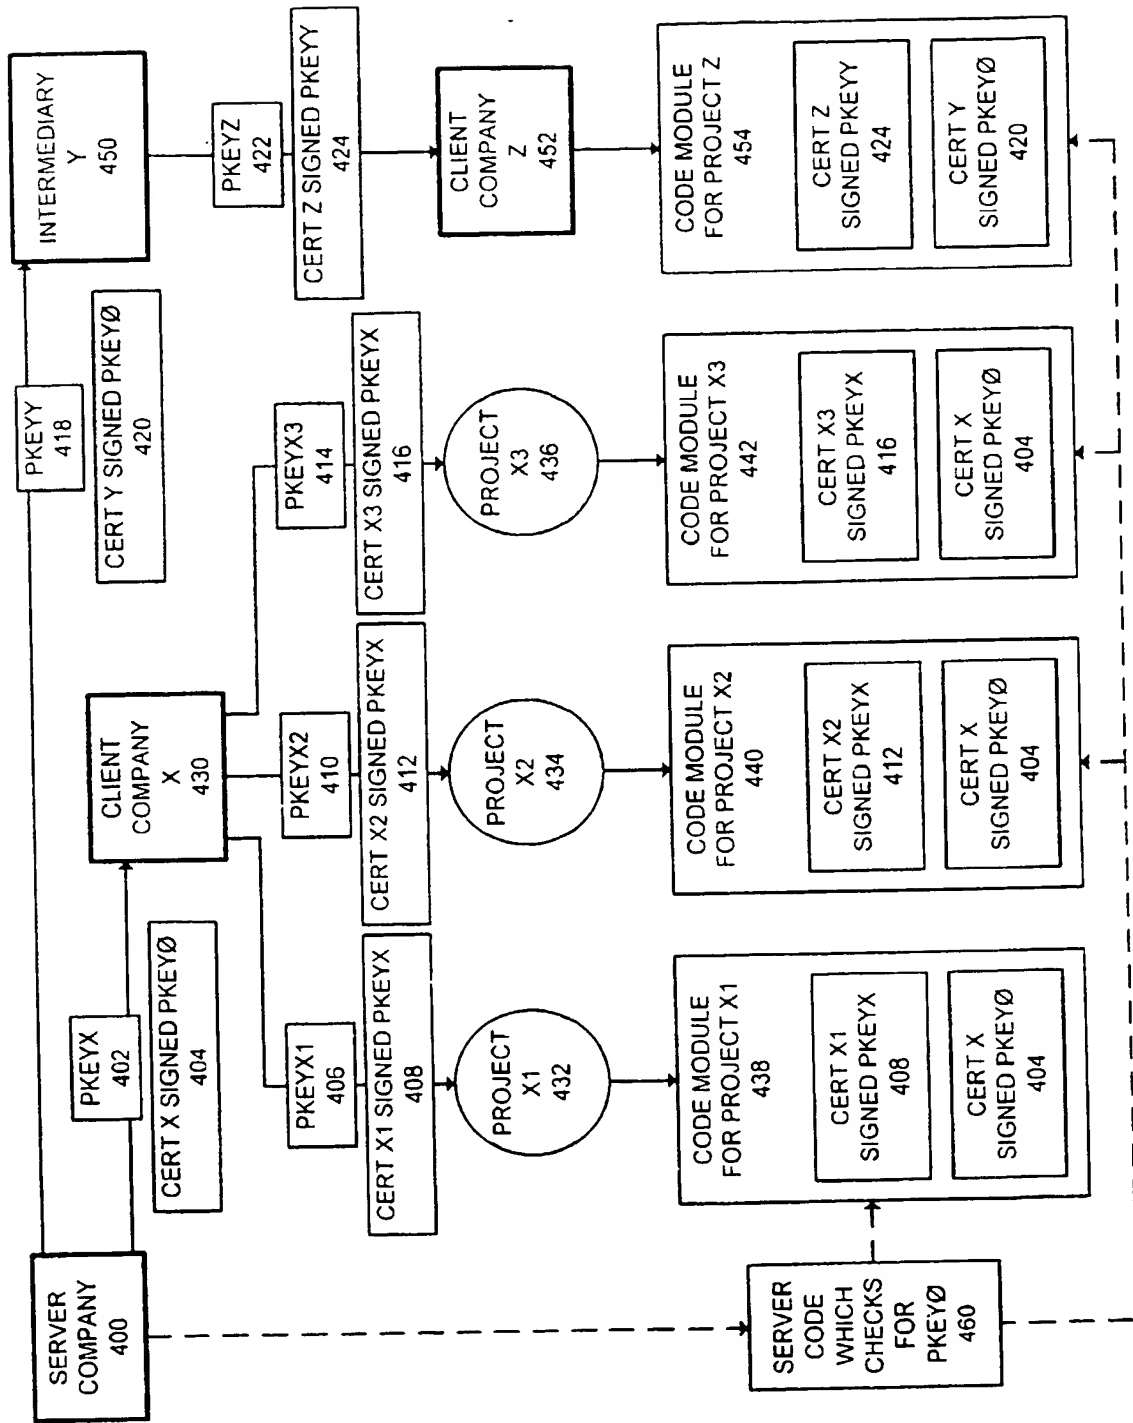 SERVER
COMPANY
400
PKEYX
402
CERT X SIGNED PKEYØ
404
CLIENT
COMPANY
X
430
PKEYY
418
CERT Y SIGNED PKEYØ
420
INTERMEDIARY
Y
450
PKEYX1
406
CERT X1 SIGNED PKEYX
408
PKEYX2
410
CERT X2 SIGNED PKEYX
412
PKEYX3
414
CERT X3 SIGNED PKEYX
416
PKEYZ
422
CERT Z SIGNED PKEYY
424
PROJECT
X1
432
PROJECT
X2
434
PROJECT
X3
436
CLIENT
COMPANY
Z
452
SERVER
CODE
WHICH
CHECKS
FOR
PKEYØ
460
CODE MODULE
FOR PROJECT X1
438
CERT X1
SIGNED PKEYX
408
CERT X
SIGNED PKEYØ
404
CODE MODULE
FOR PROJECT X2
440
CERT X2
SIGNED PKEYX
412
CERT X
SIGNED PKEYØ
404
CODE MODULE
FOR PROJECT X3
442
CERT X3
SIGNED PKEYX
416
CERT X
SIGNED PKEYØ
404
CODE MODULE
FOR PROJECT Z
454
CERT Z
SIGNED PKEYY
424
CERT Y
SIGNED PKEYØ
420